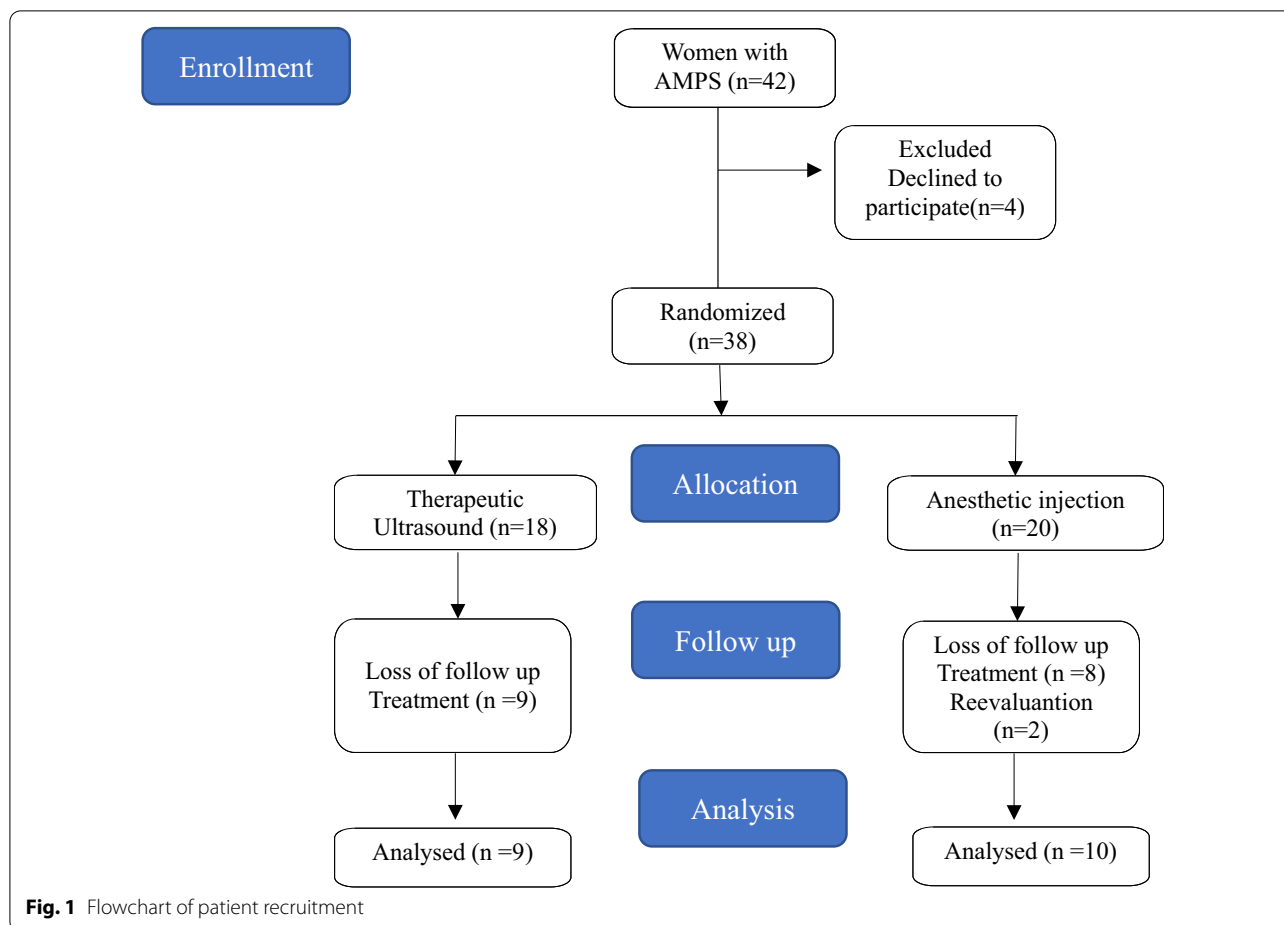 Enrollment
Women with
AMPS (n=42)
Excluded
Declined to
participate(n=4)
Randomized
(n=38)
Allocation
Therapeutic
Ultrasound (n=18)
Anesthetic injection
(n=20)
Follow up
Loss of follow up
Treatment (n =9)
Loss of follow up
Treatment (n =8)
Reevaluantion
(n=2)
Analysis
Analysed (n =9)
Analysed (n =10)
Fig. 1 Flowchart of patient recruitment